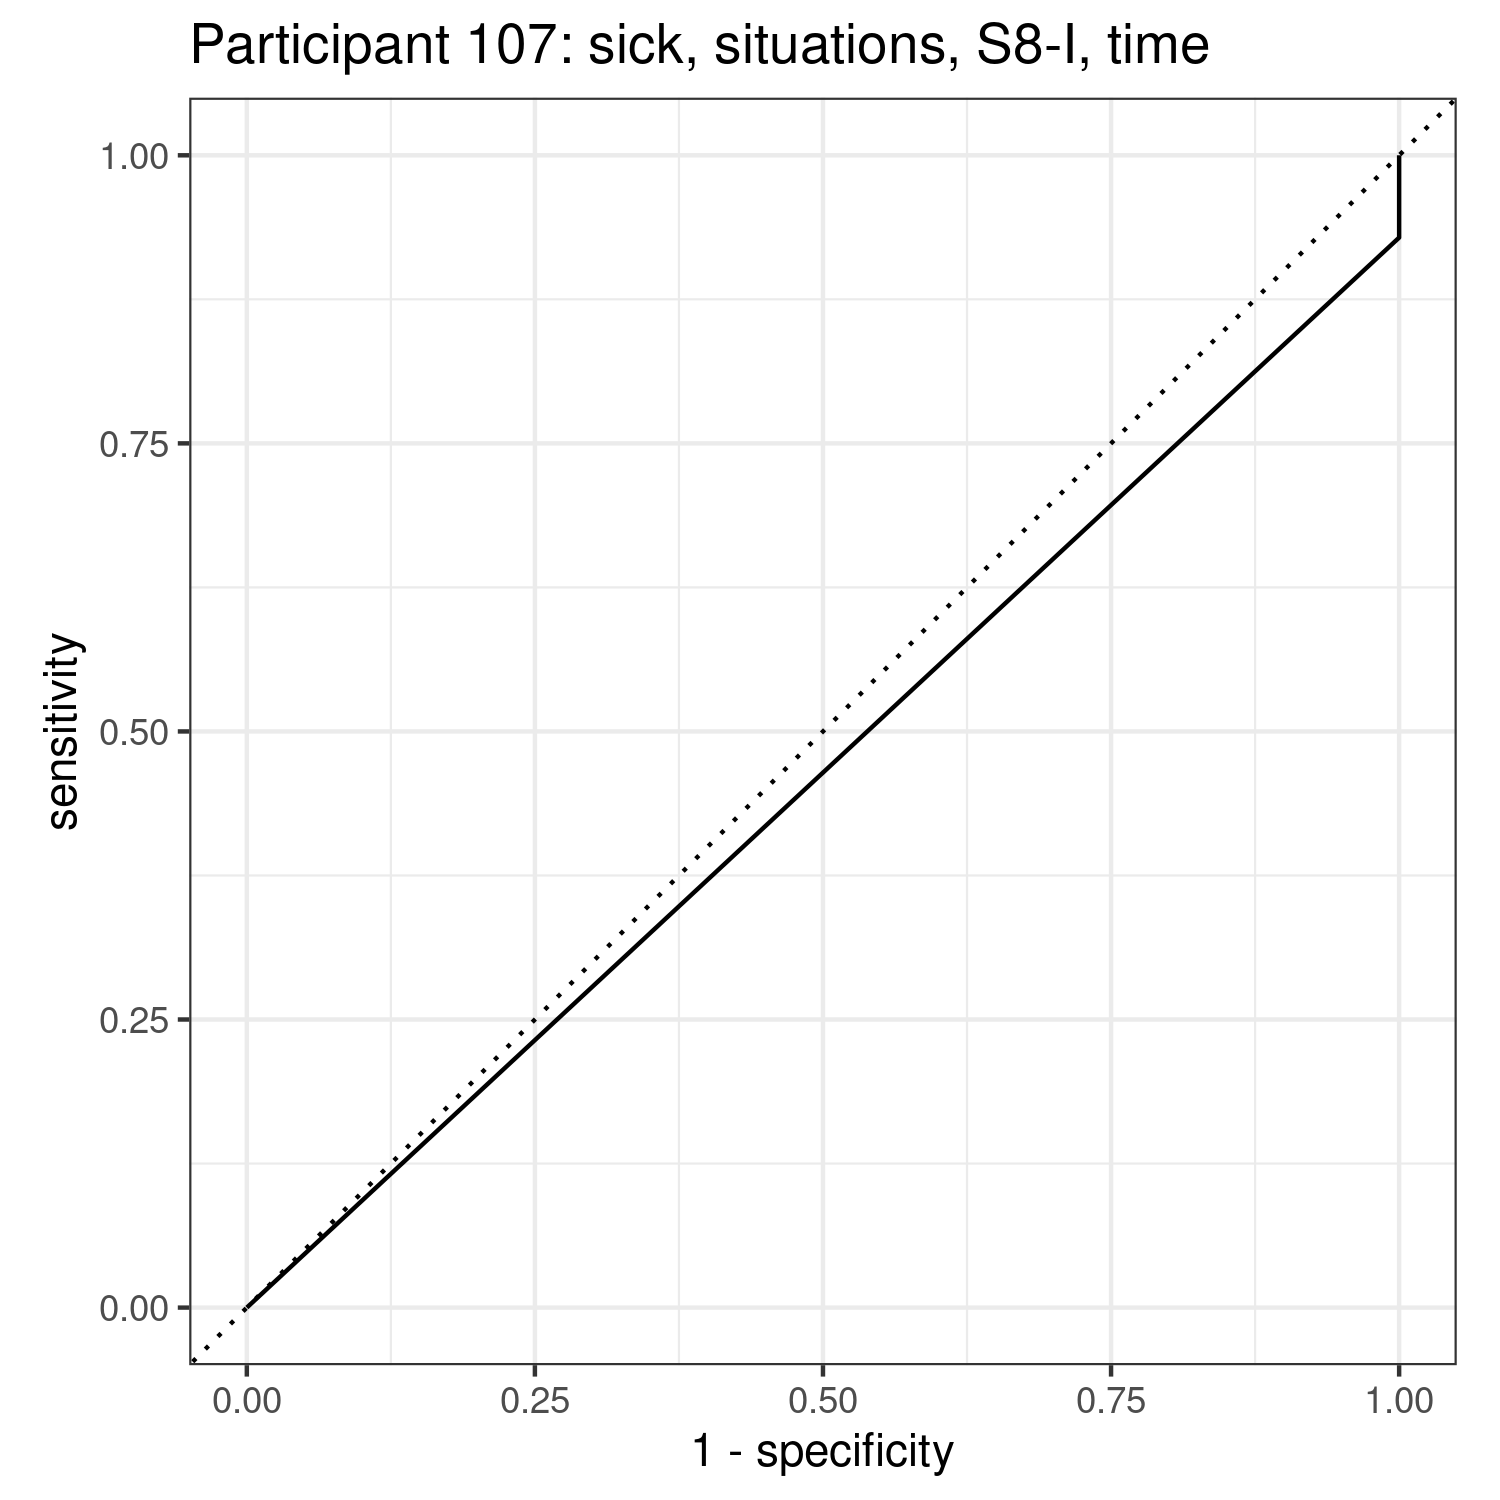 Participant 107: sick, situations, S8-I, time
1.00
0.75
0.50
0.25
0.00
sensitivity
0.00 0.25 0.50 0.75 1.00
1 - specificity